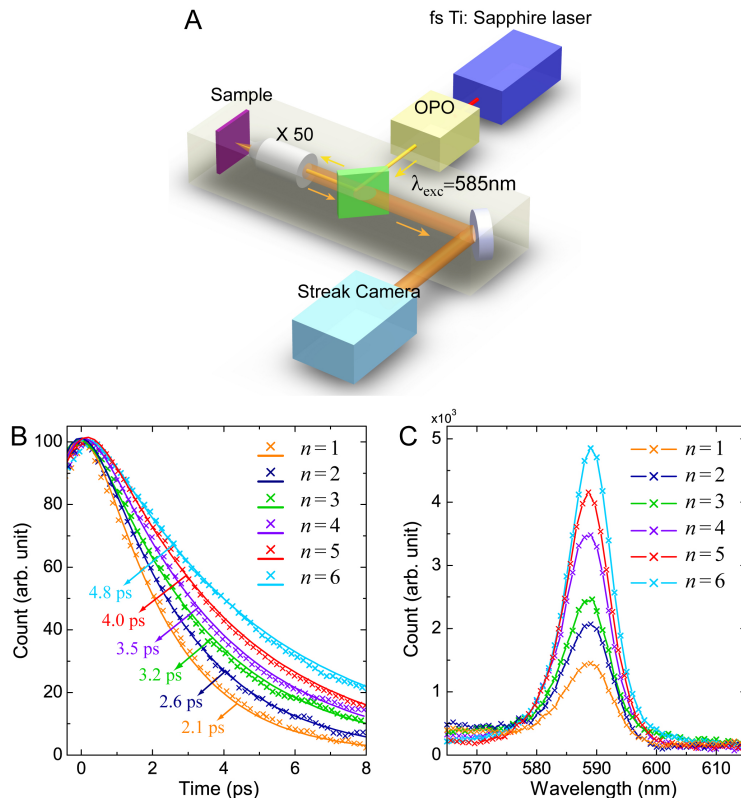 A
fs Ti: Sapphire laser
OPO
Sample
X 50
λexc=585nm
Streak Camera
B
100
80
60
40
20
0
Count (arb. unit)
n = 1
n = 2
n = 3
n = 4
n = 5
n = 6
4.8 ps
4.0 ps
3.5 ps
3.2 ps
2.6 ps
2.1 ps
0 2 4 6 8
Time (ps)
C
x10³
5
4
3
2
1
0
Count (arb. unit)
n = 1
n = 2
n = 3
n = 4
n = 5
n = 6
570 580 590 600 610
Wavelength (nm)